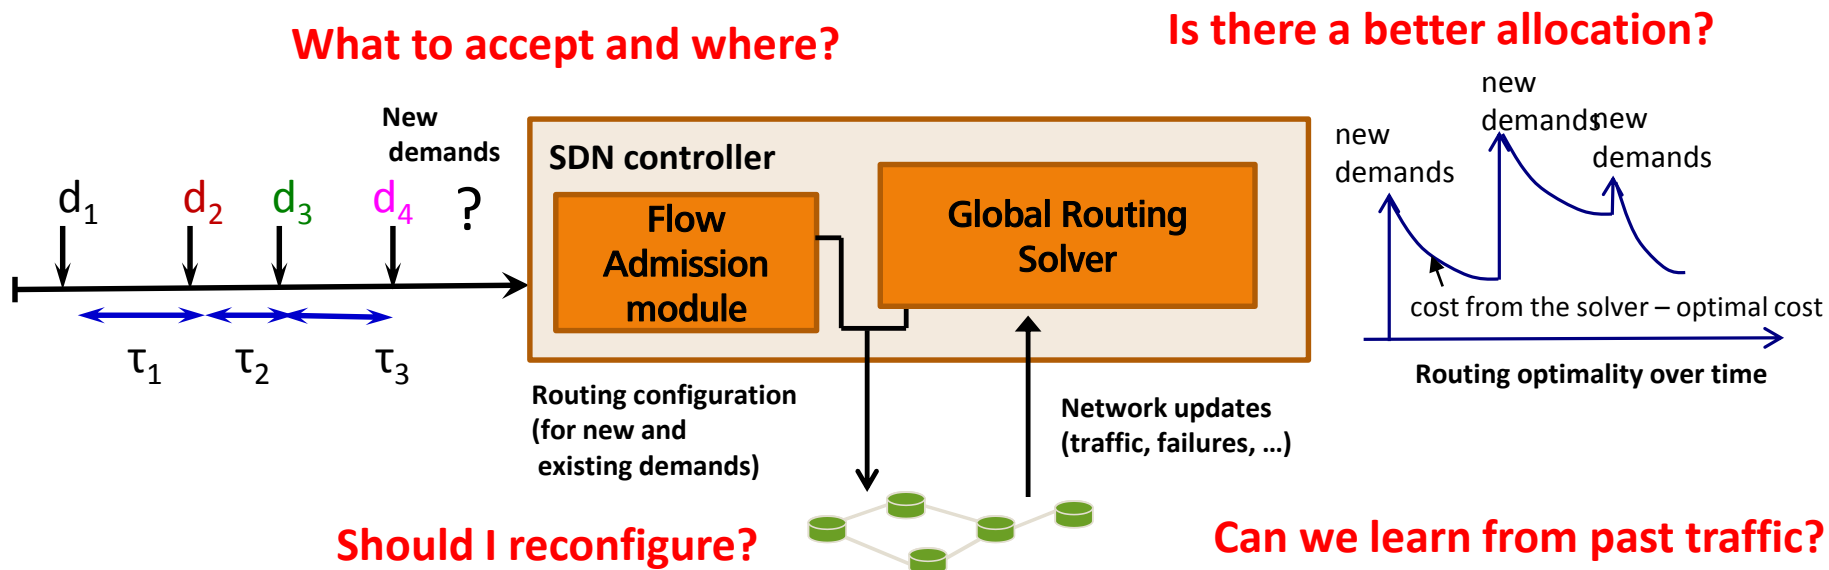 What to accept and where?
Is there a better allocation?
New
demands
d1
d2
d3
d4
?
τ1
τ2
τ3
SDN controller
Flow
Admission
module
Global Routing
Solver
Routing configuration
(for new and
existing demands)
Network updates
(traffic, failures, ...)
new
demands
new
demands
new
demands
cost from the solver – optimal cost
Routing optimality over time
Should I reconfigure?
Can we learn from past traffic?